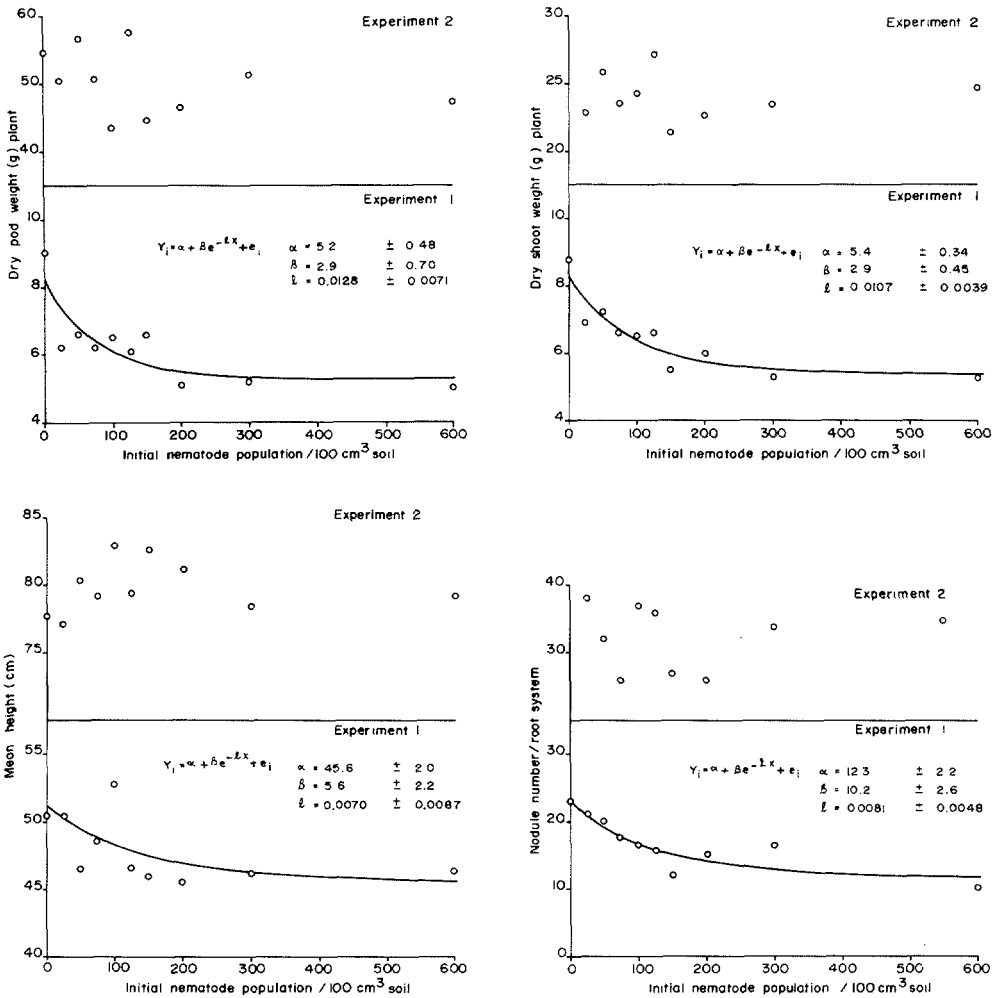 Dry pod weight (g) plant
60
50
40
10
8
6
4
Experiment 2
Experiment 1
Yi = α + βe^-ℓx + ei
α = 5.2 ± 0.48
β = 2.9 ± 0.70
ℓ = 0.0128 ± 0.0071
0 100 200 300 400 500 600
Initial nematode population / 100 cm3 soil
Dry shoot weight (g) plant
30
25
20
10
8
6
4
Experiment 2
Experiment 1
Yi = α + βe^-ℓx + ei
α = 5.4 ± 0.34
β = 2.9 ± 0.45
ℓ = 0.0107 ± 0.0039
0 100 200 300 400 500 600
Initial nematode population / 100 cm3 soil
Mean height (cm)
85
80
75
55
50
45
40
Experiment 2
Experiment 1
Yi = α + βe^-ℓx + ei
α = 45.6 ± 2.0
β = 5.6 ± 2.2
ℓ = 0.0070 ± 0.0087
0 100 200 300 400 500 600
Initial nematode population / 100 cm3 soil
Nodule number/root system
40
30
30
20
10
0
Experiment 2
Experiment 1
Yi = α + βe^-ℓx + ei
α = 12.3 ± 2.2
β = 10.2 ± 2.6
ℓ = 0.0081 ± 0.0048
0 100 200 300 400 500 600
Initial nematode population / 100 cm3 soil